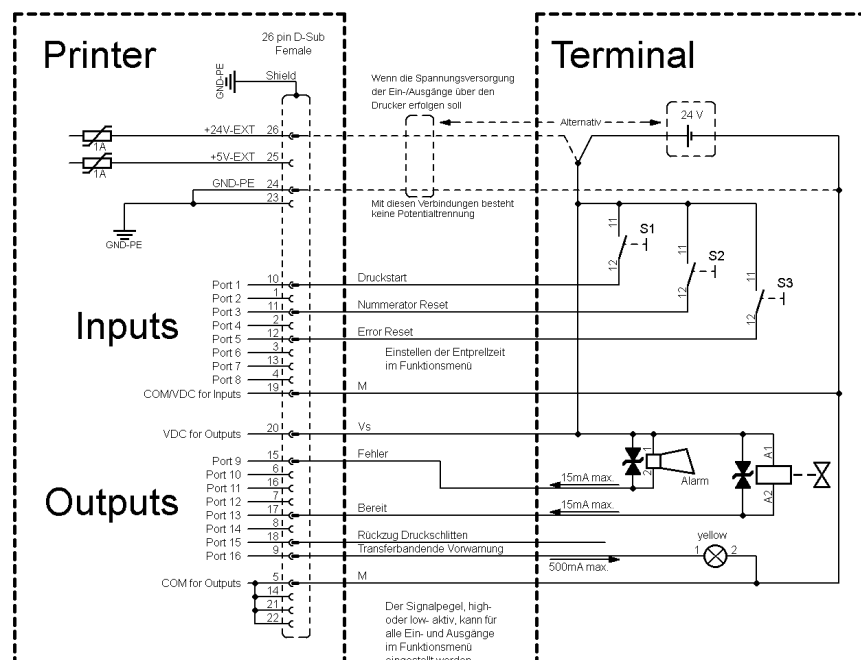 Printer
26 pin D-Sub
Female
Terminal
GND-PE
Shield
Wenn die Spannungsversorgung
der Ein-/Ausgänge über den
Drucker erfolgen soll
Alternativ
24 V
+24V-EXT 26
1A
+5V-EXT 25
1A
GND-PE 24
23
GND-PE
Mit diesen Verbindungen besteht
keine Potentialtrennung
11 S1
12
11 S2
12
11 S3
12
Inputs
Port 1 10 Druckstart
Port 2 1
Port 3 11 Nummerator Reset
Port 4 2
Port 5 12 Error Reset
Port 6 3
Port 7 13
Port 8 4
COM/VDC for Inputs 19 M
Einstellen der Entprellzeit
im Funktionsmenü
VDC for Outputs 20 Vs
Outputs
Port 9 15 Fehler
Port 10 6
Port 11 16
Port 12 7
Port 13 17 Bereit
Port 14 8
Port 15 18 Rückzug Druckschlitten
Port 16 9 Transferbandende Vorwarnung
COM for Outputs 5 M
14
21
22
15mA max.
2 1
Alarm
A1
A2
15mA max.
yellow
1 2
500mA max.
Der Signalpegel, high-
oder low- aktiv, kann für
alle Ein- und Ausgänge
im Funktionsmenü
eingestellt werden